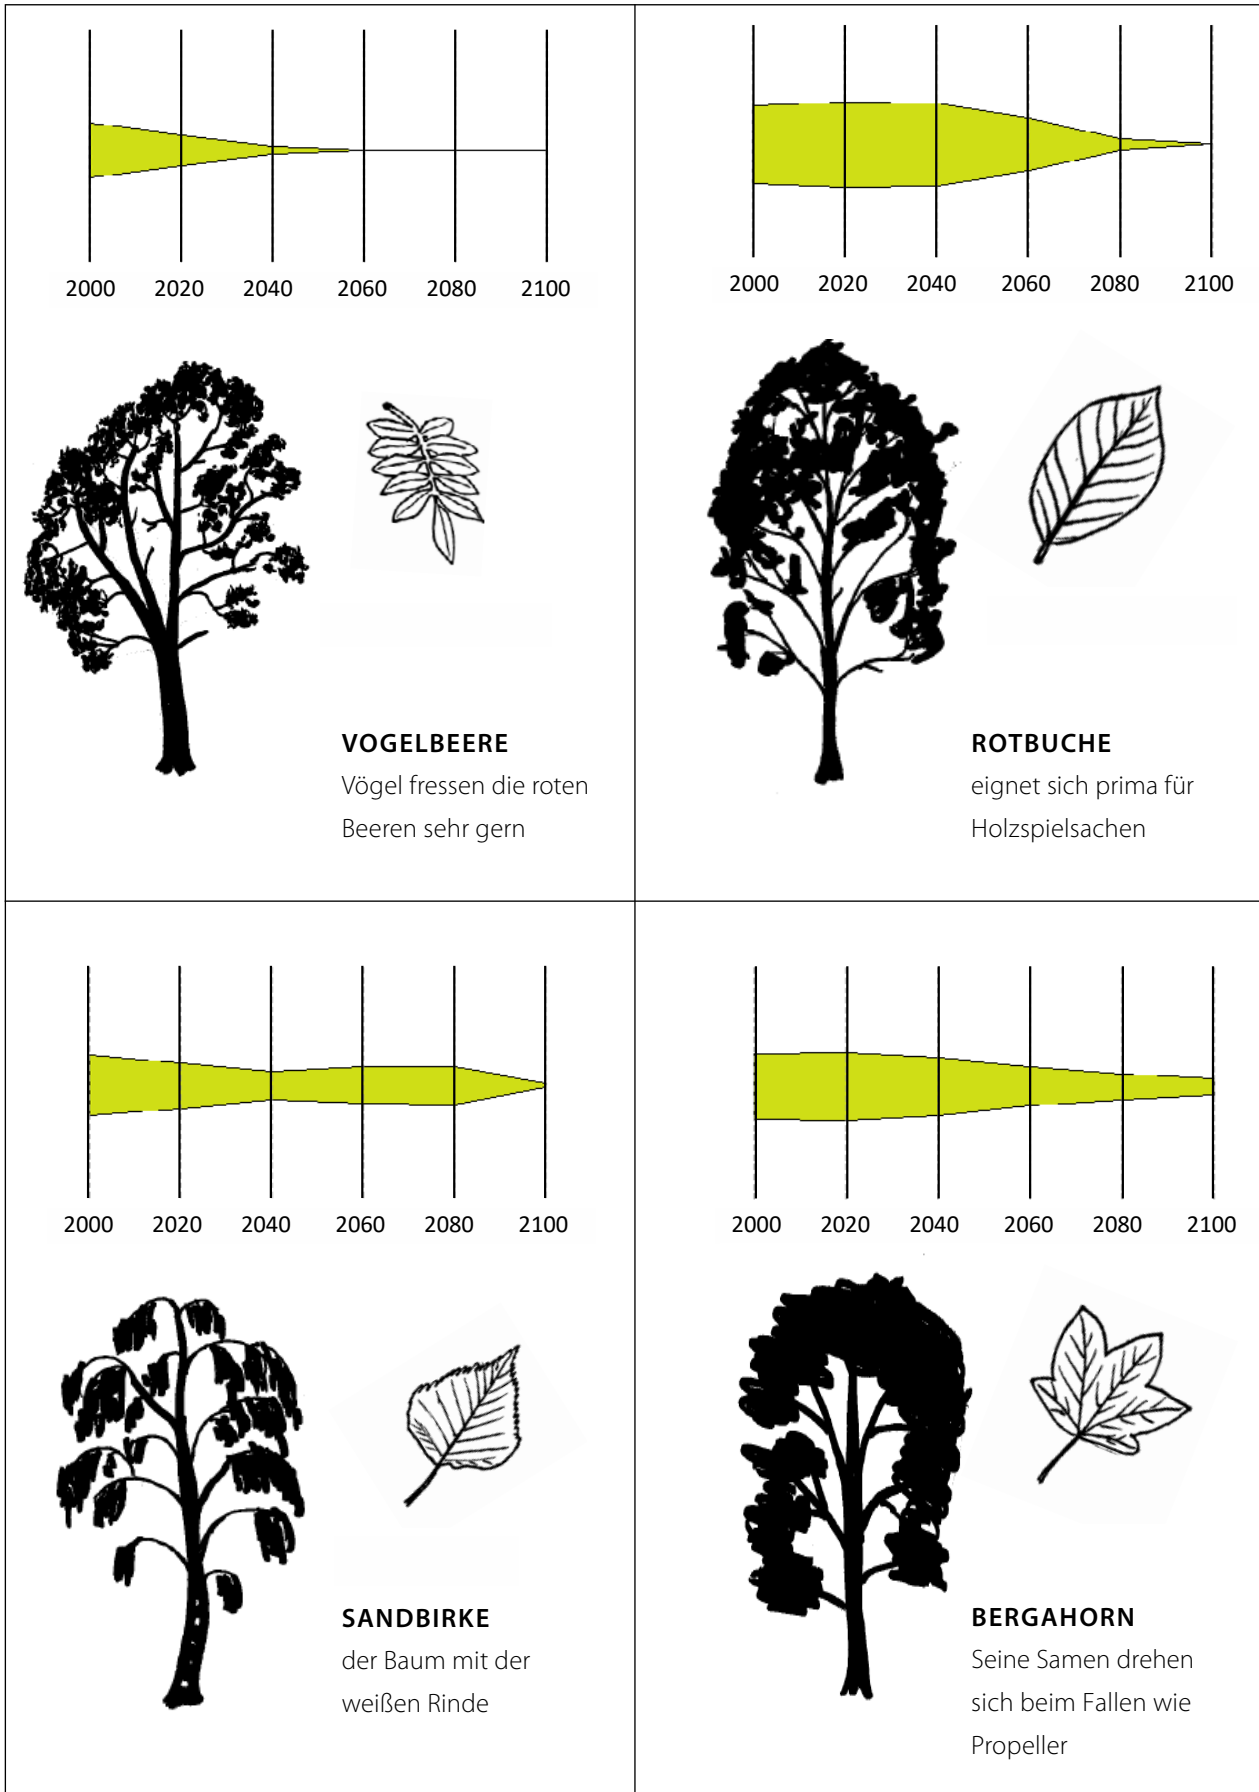 2000 2020 2040 2060 2080 2100
VOGELBEERE
Vögel fressen die roten
Beeren sehr gern
2000 2020 2040 2060 2080 2100
ROTBUCHE
eignet sich prima für
Holzspielsachen
2000 2020 2040 2060 2080 2100
SANDBIRKE
der Baum mit der
weißen Rinde
2000 2020 2040 2060 2080 2100
BERGAHORN
Seine Samen drehen
sich beim Fallen wie
Propeller